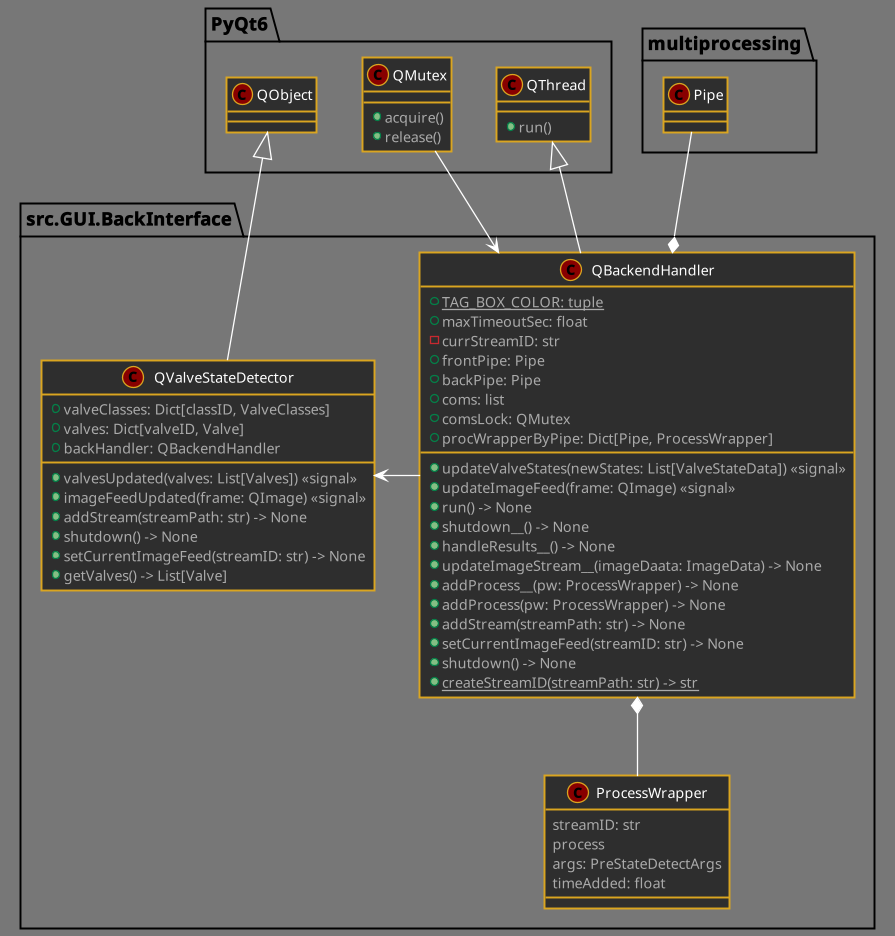 PyQt6
C QObject
C QMutex
acquire()
release()
C QThread
run()
multiprocessing
C Pipe
src.GUI.BackInterface
C QValveStateDetector
valveClasses: Dict[classID, ValveClasses]
valves: Dict[valveID, Valve]
backHandler: QBackendHandler
valvesUpdated(valves: List[Valves]) «signal»
imageFeedUpdated(frame: QImage) «signal»
addStream(streamPath: str) -> None
shutdown() -> None
setCurrentImageFeed(streamID: str) -> None
getValves() -> List[Valve]
C QBackendHandler
TAG_BOX_COLOR: tuple
maxTimeoutSec: float
currStreamID: str
frontPipe: Pipe
backPipe: Pipe
coms: list
comsLock: QMutex
procWrapperByPipe: Dict[Pipe, ProcessWrapper]
updateValveStates(newStates: List[ValveStateData]) «signal»
updateImageFeed(frame: QImage) «signal»
run() -> None
shutdown__() -> None
handleResults__() -> None
updateImageStream__(imageDaata: ImageData) -> None
addProcess__(pw: ProcessWrapper) -> None
addProcess(pw: ProcessWrapper) -> None
addStream(streamPath: str) -> None
setCurrentImageFeed(streamID: str) -> None
shutdown() -> None
createStreamID(streamPath: str) -> str
C ProcessWrapper
streamID: str
process
args: PreStateDetectArgs
timeAdded: float